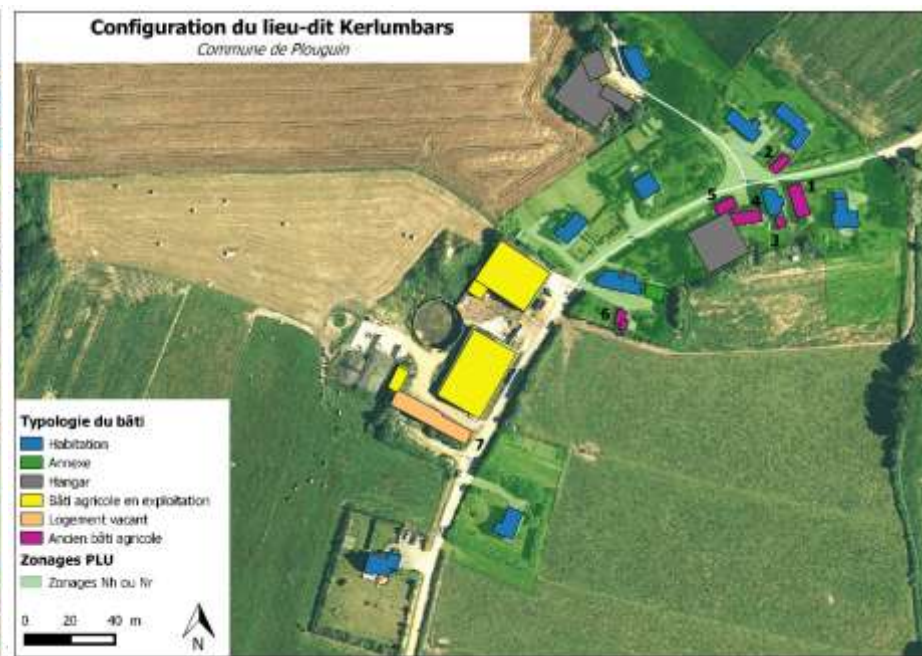 Configuration du lieu-dit Kerlumbars
Commune de Plouguin
2
1
5
4
3
6
7
Typologie du bâti
Habitation
Annexe
Hangar
Bâti agricole en exploitation
Logement vacant
Ancien bâti agricole
Zonages PLU
Zonages Nh ou Nr
0 20 40 m
N